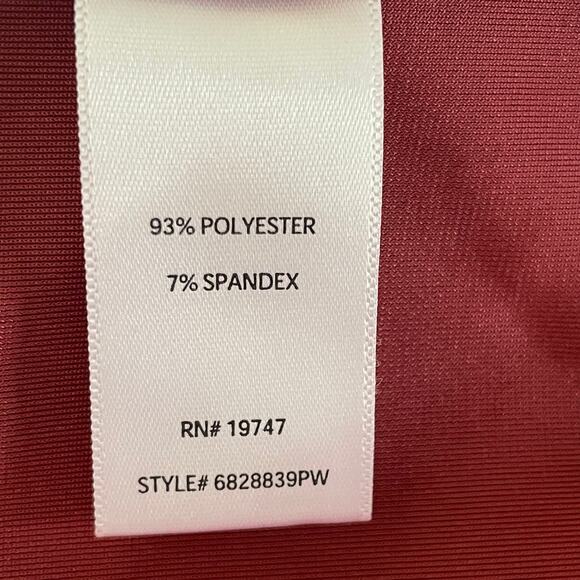 93% POLYESTER
7% SPANDEX
RN# 19747
STYLE# 6828839PW